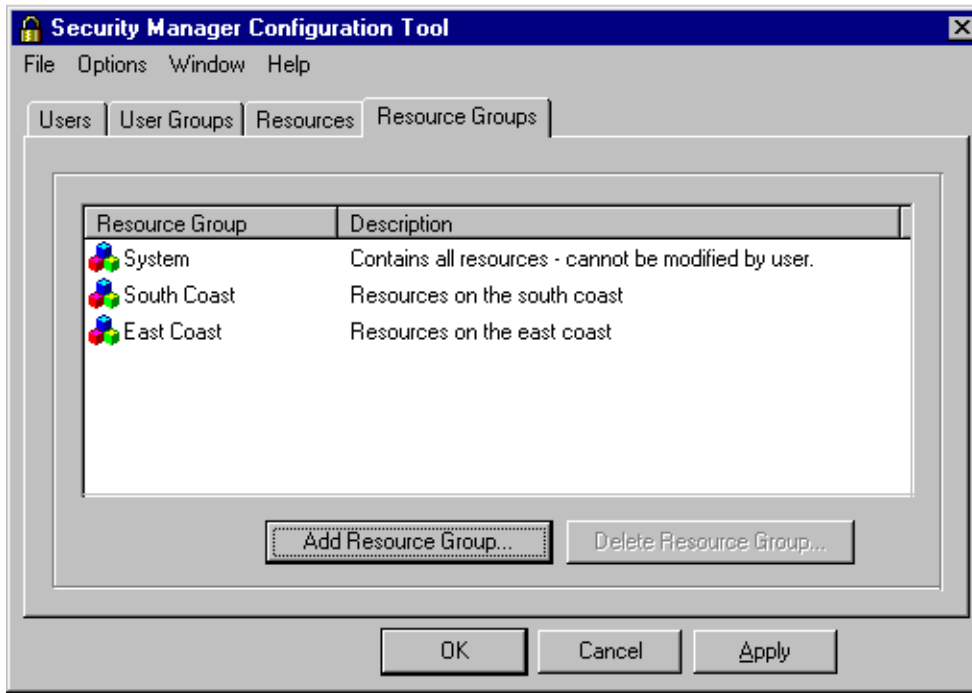 Security Manager Configuration Tool
File Options Window Help
Users User Groups Resources Resource Groups
Resource Group Description
System Contains all resources - cannot be modified by user.
South Coast Resources on the south coast
East Coast Resources on the east coast
Add Resource Group... Delete Resource Group...
OK Cancel Apply